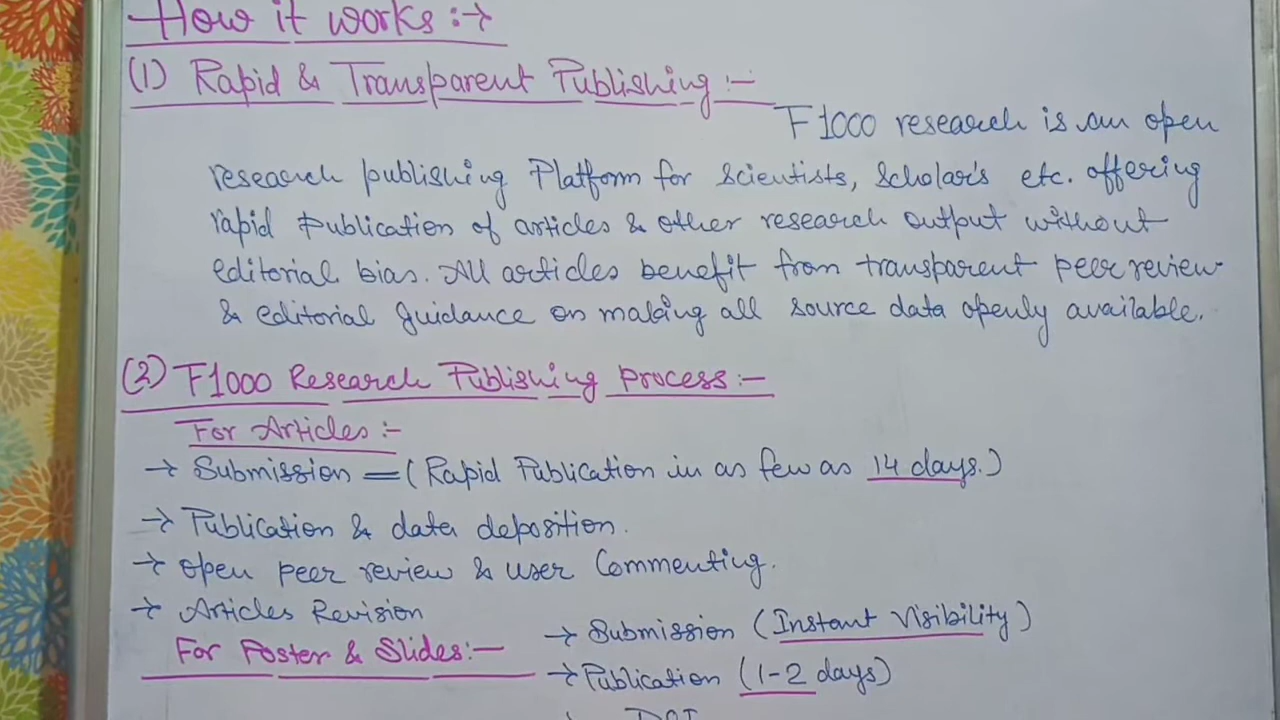 How it works :→
(1) Rapid & Transparent Publishing :-
F1000 research is an open
research publishing Platform for Scientists, Scholar's etc. offering
rapid Publication of articles & other research output without
editorial bias. All articles benefit from transparent peer review
& editorial guidance on making all source data openly available.
(2) F1000 Research Publishing process :-
For Articles :-
→ Submission = (Rapid Publication in as few as 14 days.)
→ Publication & data deposition.
→ open peer review & user Commenting.
→ Articles Revision
For Poster & Slides :-
→ Submission (Instant Visibility)
→ Publication (1-2 days)
DOI